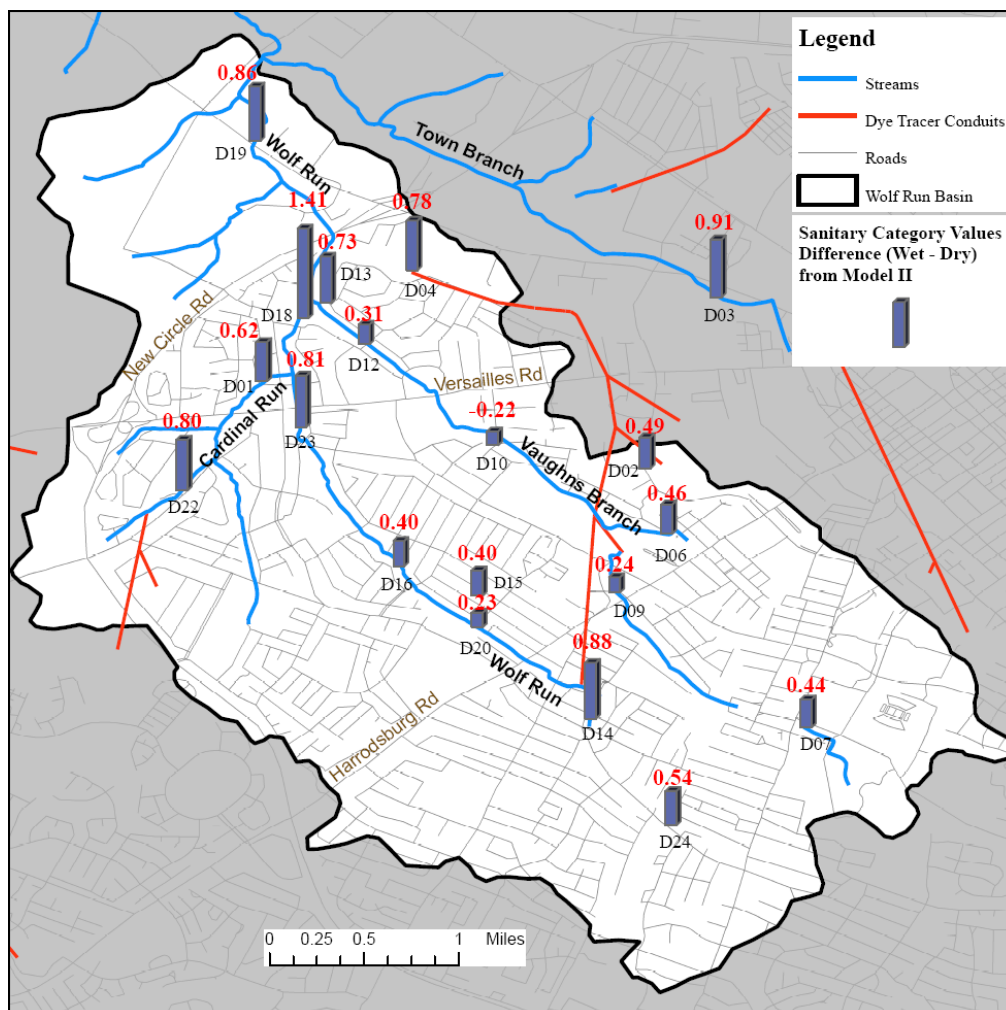 Legend
Streams
Dye Tracer Conduits
Roads
Wolf Run Basin
Sanitary Category Values
Difference (Wet - Dry)
from Model II
0.86
D19
Wolf Run
Town Branch
1.41
0.78
0.73
D13
D04
0.91
D03
D18
New Circle Rd
0.31
D12
0.62
D01
0.81
Versailles Rd
Cardinal Run
D23
-0.22
D10
0.80
D22
0.49
D02
Vaughns Branch
0.46
D06
0.40
D16
0.40
D15
0.24
D09
0.23
D20
Wolf Run
0.88
D14
0.44
D07
Harrodsburg Rd
0.54
D24
0 0.25 0.5 1 Miles